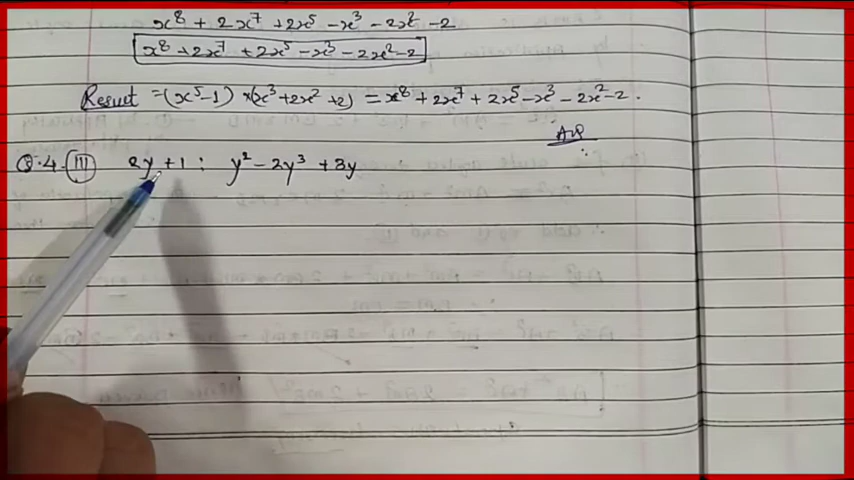 x⁸ + 2x⁷ + 2x⁵ - x³ - 2x² - 2
x⁸ + 2x⁷ + 2x⁵ - x³ - 2x² - 2
Result = (x⁵-1) × (x³+2x²+2) = x⁸ + 2x⁷ + 2x⁵ - x³ - 2x² - 2.
Ans
Q.4. (III) 2y + 1 : y² - 2y³ + 3y